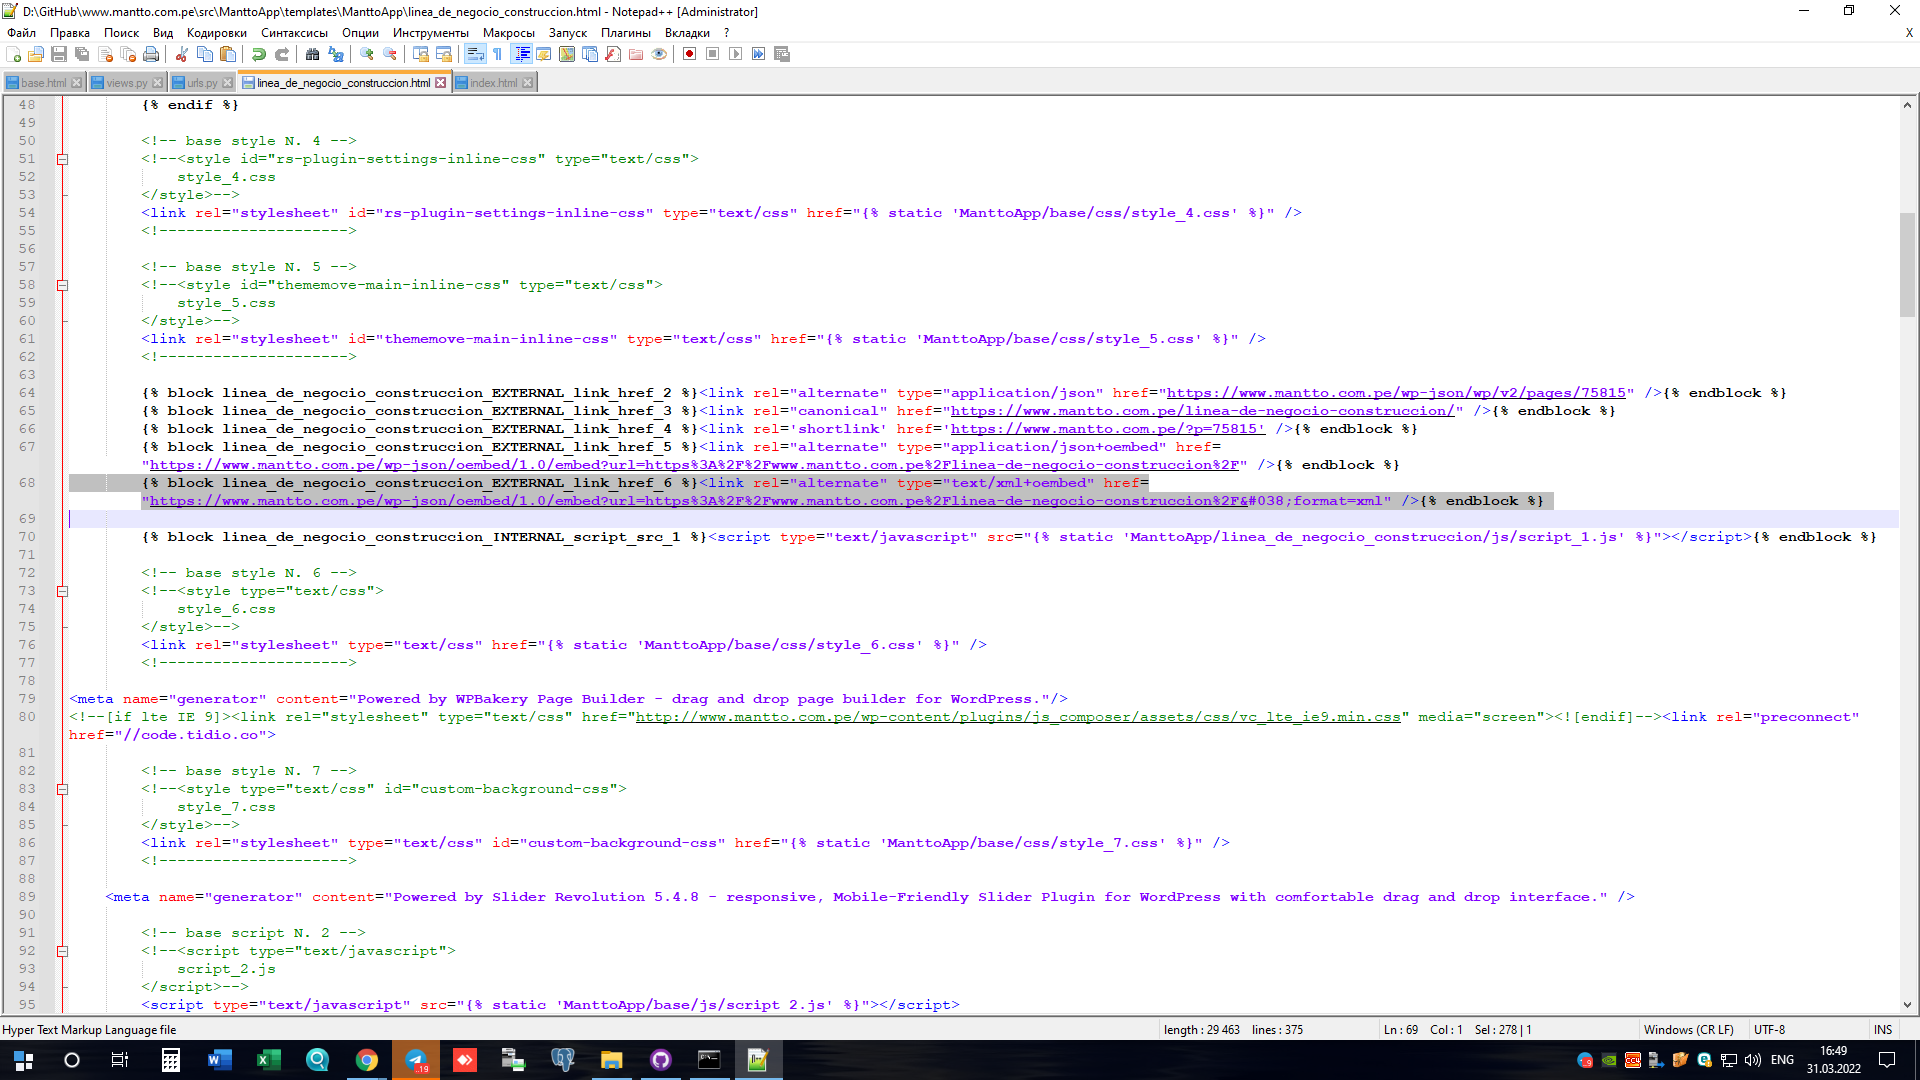 D:\GitHub\www.mantto.com.pe\src\ManttoApp\templates\ManttoApp\linea_de_negocio_construccion.html - Notepad++ [Administrator]
Файл Правка Поиск Вид Кодировки Синтаксисы Опции Инструменты Макросы Запуск Плагины Вкладки ? X
base.html views.py urls.py linea_de_negocio_construccion.html index.html
48 {% endif %}
49
50 <!-- base style N. 4 -->
51 <!--<style id="rs-plugin-settings-inline-css" type="text/css">
52 style_4.css
53 </style>-->
54 <link rel="stylesheet" id="rs-plugin-settings-inline-css" type="text/css" href="{% static 'ManttoApp/base/css/style_4.css' %}" />
55 <!--------------------->
56
57 <!-- base style N. 5 -->
58 <!--<style id="thememove-main-inline-css" type="text/css">
59 style_5.css
60 </style>-->
61 <link rel="stylesheet" id="thememove-main-inline-css" type="text/css" href="{% static 'ManttoApp/base/css/style_5.css' %}" />
62 <!--------------------->
63
64 {% block linea_de_negocio_construccion_EXTERNAL_link_href_2 %}<link rel="alternate" type="application/json" href="https://www.mantto.com.pe/wp-json/wp/v2/pages/75815" />{% endblock %}
65 {% block linea_de_negocio_construccion_EXTERNAL_link_href_3 %}<link rel="canonical" href="https://www.mantto.com.pe/linea-de-negocio-construccion/" />{% endblock %}
66 {% block linea_de_negocio_construccion_EXTERNAL_link_href_4 %}<link rel='shortlink' href='https://www.mantto.com.pe/?p=75815' />{% endblock %}
67 {% block linea_de_negocio_construccion_EXTERNAL_link_href_5 %}<link rel="alternate" type="application/json+oembed" href=
"https://www.mantto.com.pe/wp-json/oembed/1.0/embed?url=https%3A%2F%2Fwww.mantto.com.pe%2Flinea-de-negocio-construccion%2F" />{% endblock %}
68 {% block linea_de_negocio_construccion_EXTERNAL_link_href_6 %}<link rel="alternate" type="text/xml+oembed" href=
"https://www.mantto.com.pe/wp-json/oembed/1.0/embed?url=https%3A%2F%2Fwww.mantto.com.pe%2Flinea-de-negocio-construccion%2F&#038;format=xml" />{% endblock %}
69
70 {% block linea_de_negocio_construccion_INTERNAL_script_src_1 %}<script type="text/javascript" src="{% static 'ManttoApp/linea_de_negocio_construccion/js/script_1.js' %}"></script>{% endblock %}
71
72 <!-- base style N. 6 -->
73 <!--<style type="text/css">
74 style_6.css
75 </style>-->
76 <link rel="stylesheet" type="text/css" href="{% static 'ManttoApp/base/css/style_6.css' %}" />
77 <!--------------------->
78
79 <meta name="generator" content="Powered by WPBakery Page Builder - drag and drop page builder for WordPress."/>
80 <!--[if lte IE 9]><link rel="stylesheet" type="text/css" href="http://www.mantto.com.pe/wp-content/plugins/js_composer/assets/css/vc_lte_ie9.min.css" media="screen"><![endif]--><link rel="preconnect"
href="//code.tidio.co">
81
82 <!-- base style N. 7 -->
83 <!--<style type="text/css" id="custom-background-css">
84 style_7.css
85 </style>-->
86 <link rel="stylesheet" type="text/css" id="custom-background-css" href="{% static 'ManttoApp/base/css/style_7.css' %}" />
87 <!--------------------->
88
89 <meta name="generator" content="Powered by Slider Revolution 5.4.8 - responsive, Mobile-Friendly Slider Plugin for WordPress with comfortable drag and drop interface." />
90
91 <!-- base script N. 2 -->
92 <!--<script type="text/javascript">
93 script_2.js
94 </script>-->
95 <script type="text/javascript" src="{% static 'ManttoApp/base/js/script_2.js' %}"></script>
Hyper Text Markup Language file length : 29 463 lines : 375 Ln : 69 Col : 1 Sel : 278 | 1 Windows (CR LF) UTF-8 INS
ENG 16:49
31.03.2022